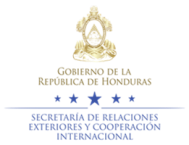 GOBIERNO DE LA
REPÚBLICA DE HONDURAS
SECRETARÍA DE RELACIONES
EXTERIORES Y COOPERACIÓN
INTERNACIONAL